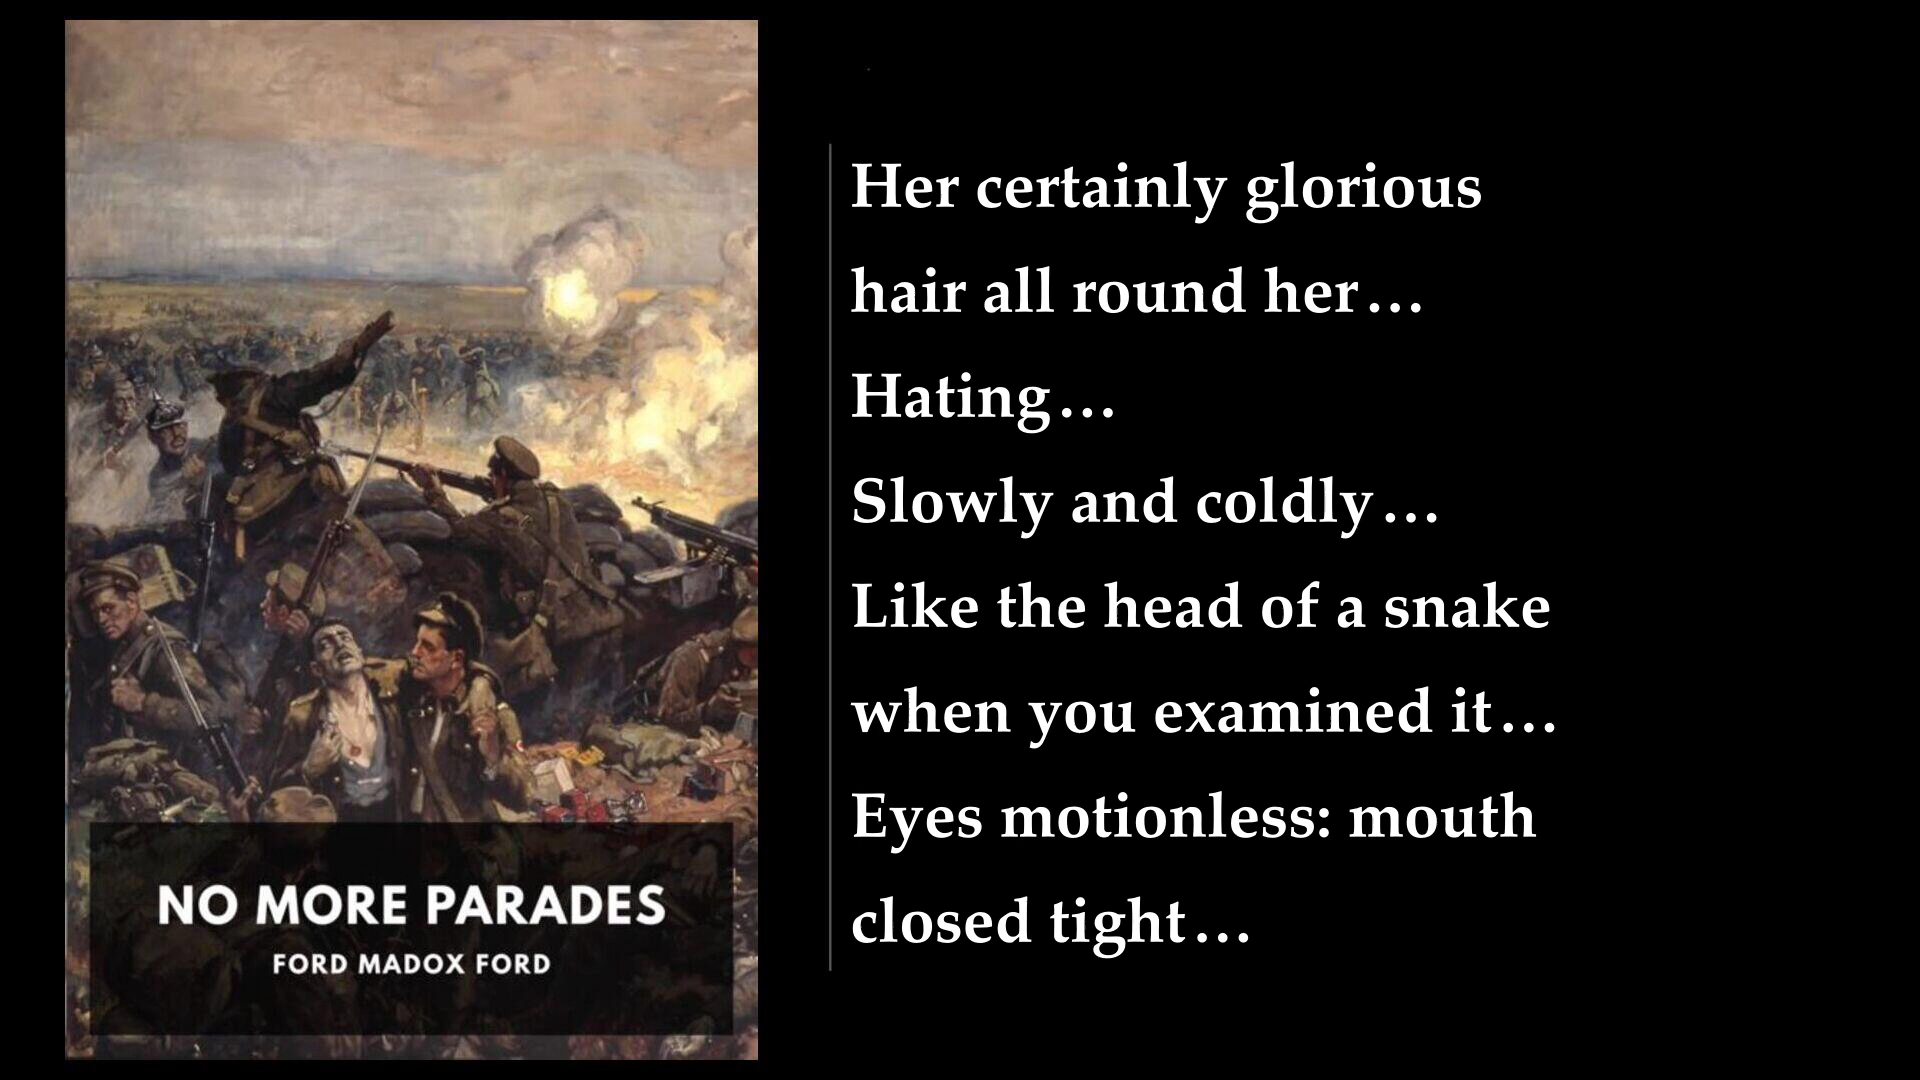 Her certainly glorious
hair all round her…
Hating…
Slowly and coldly…
Like the head of a snake
when you examined it…
Eyes motionless: mouth
closed tight…
NO MORE PARADES
FORD MADOX FORD